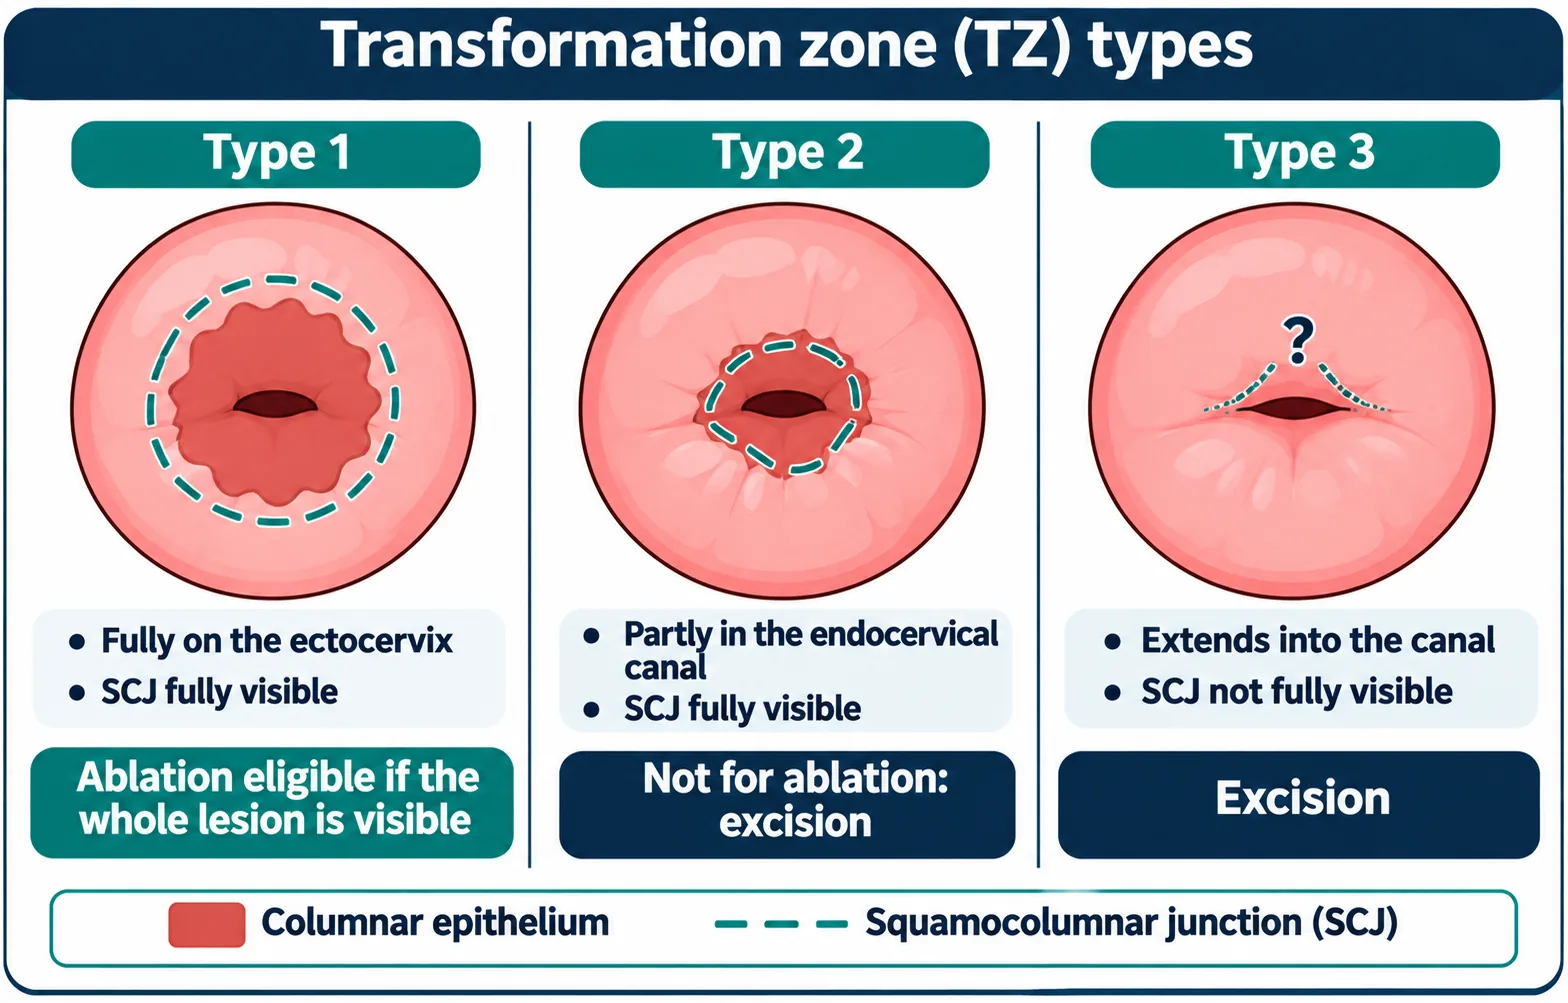 Transformation zone (TZ) types
Type 1
Type 2
Type 3
?
• Fully on the ectocervix
• SCJ fully visible
• Partly in the endocervical
canal
• SCJ fully visible
• Extends into the canal
• SCJ not fully visible
Ablation eligible if the
whole lesion is visible
Not for ablation:
excision
Excision
Columnar epithelium
Squamocolumnar junction (SCJ)